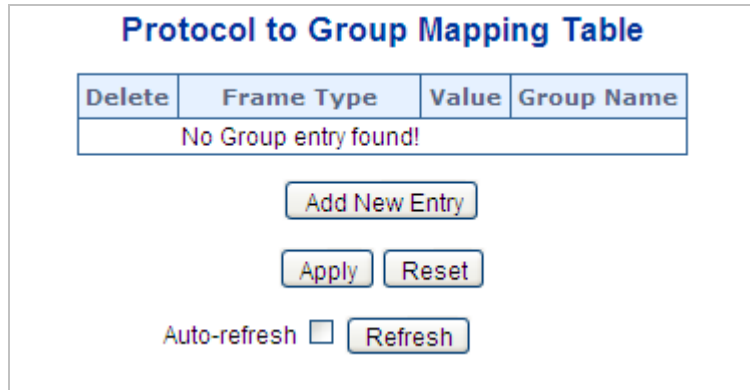 Protocol to Group Mapping Table
Delete Frame Type Value Group Name
No Group entry found!
Add New Entry
Apply Reset
Auto-refresh Refresh